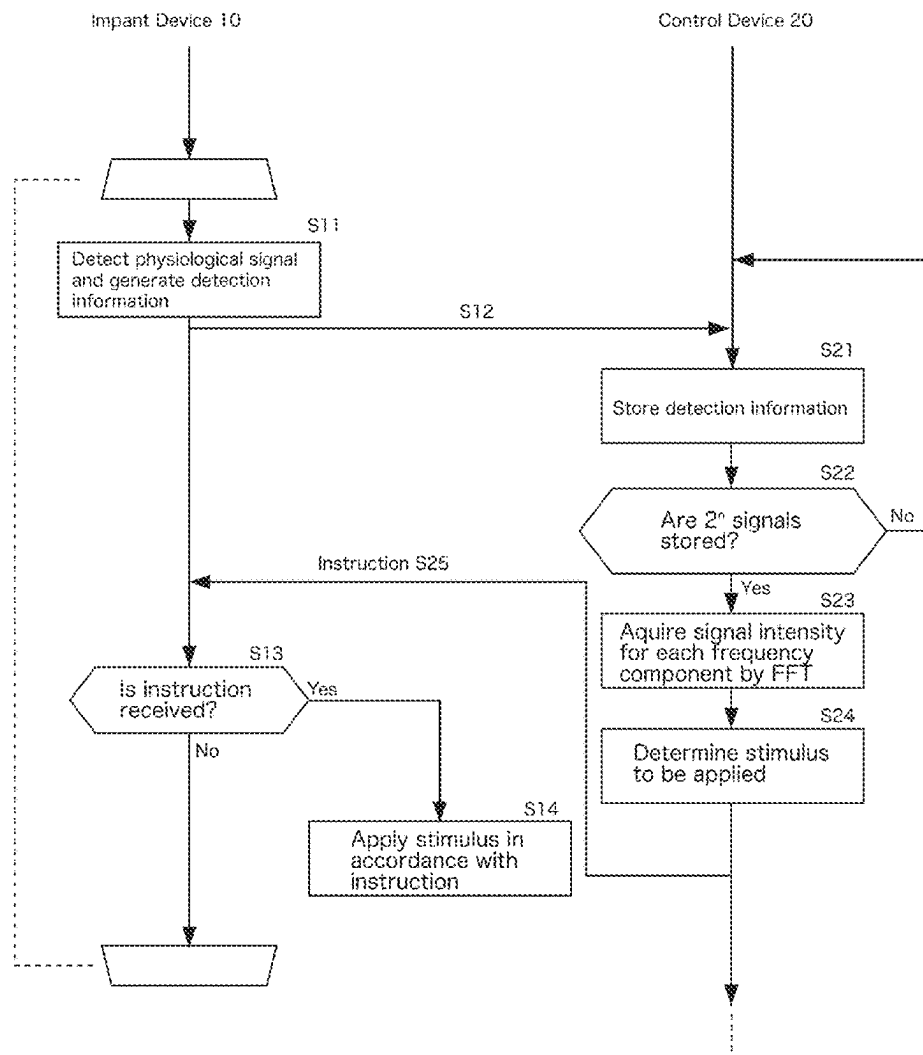 Impant Device 10
Control Device 20
S11
Detect physiological signal
and generate detection
information
S12
S21
Store detection information
S22
Are 2ⁿ signals
stored?
No
Yes
Instruction S25
S23
Aquire signal intensity
for each frequency
component by FFT
S13
Is instruction
received?
Yes
No
S24
Determine stimulus
to be applied
S14
Apply stimulus in
accordance with
instruction